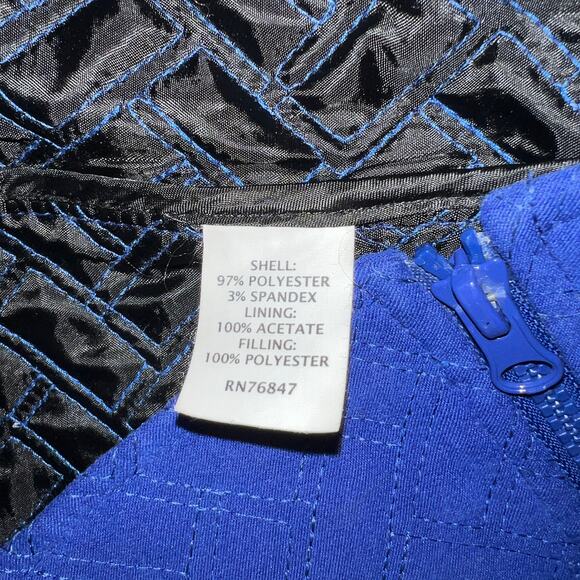 SHELL:
97% POLYESTER
3% SPANDEX
LINING:
100% ACETATE
FILLING:
100% POLYESTER
RN76847